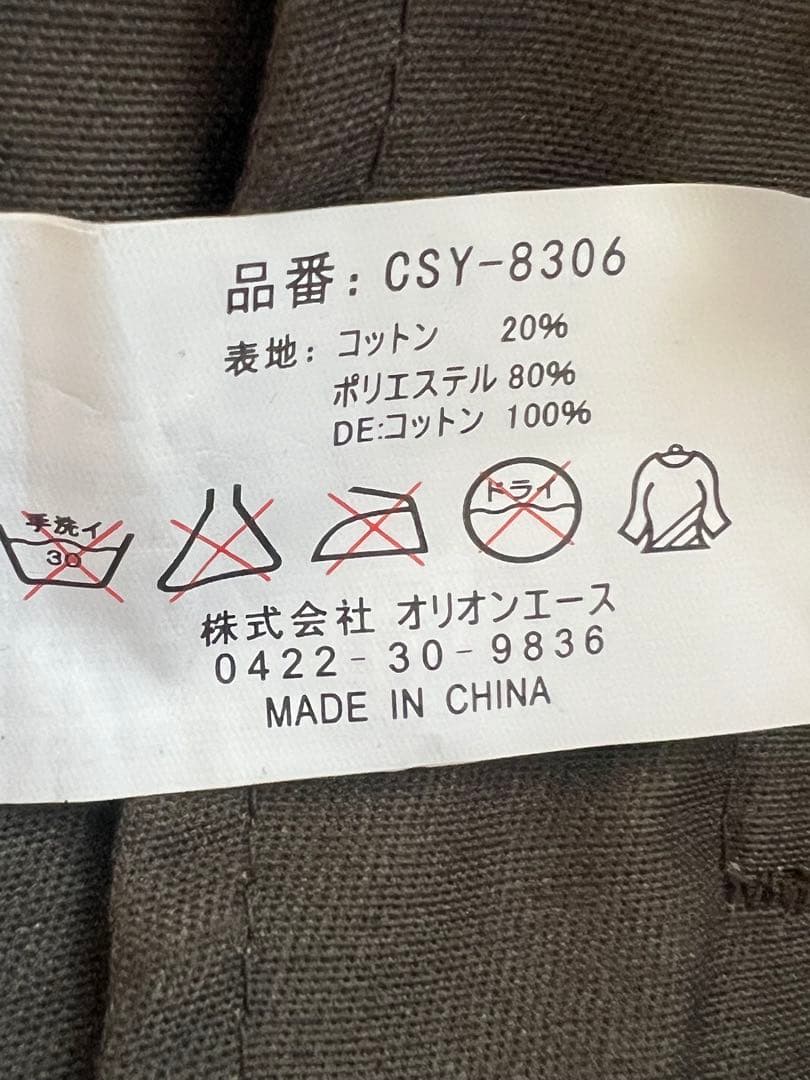 品番: CSY-8306
表地: コットン 20%
ポリエステル 80%
DE:コットン 100%
手洗イ
30
ドライ
株式会社 オリオンエース
0422-30-9836
MADE IN CHINA